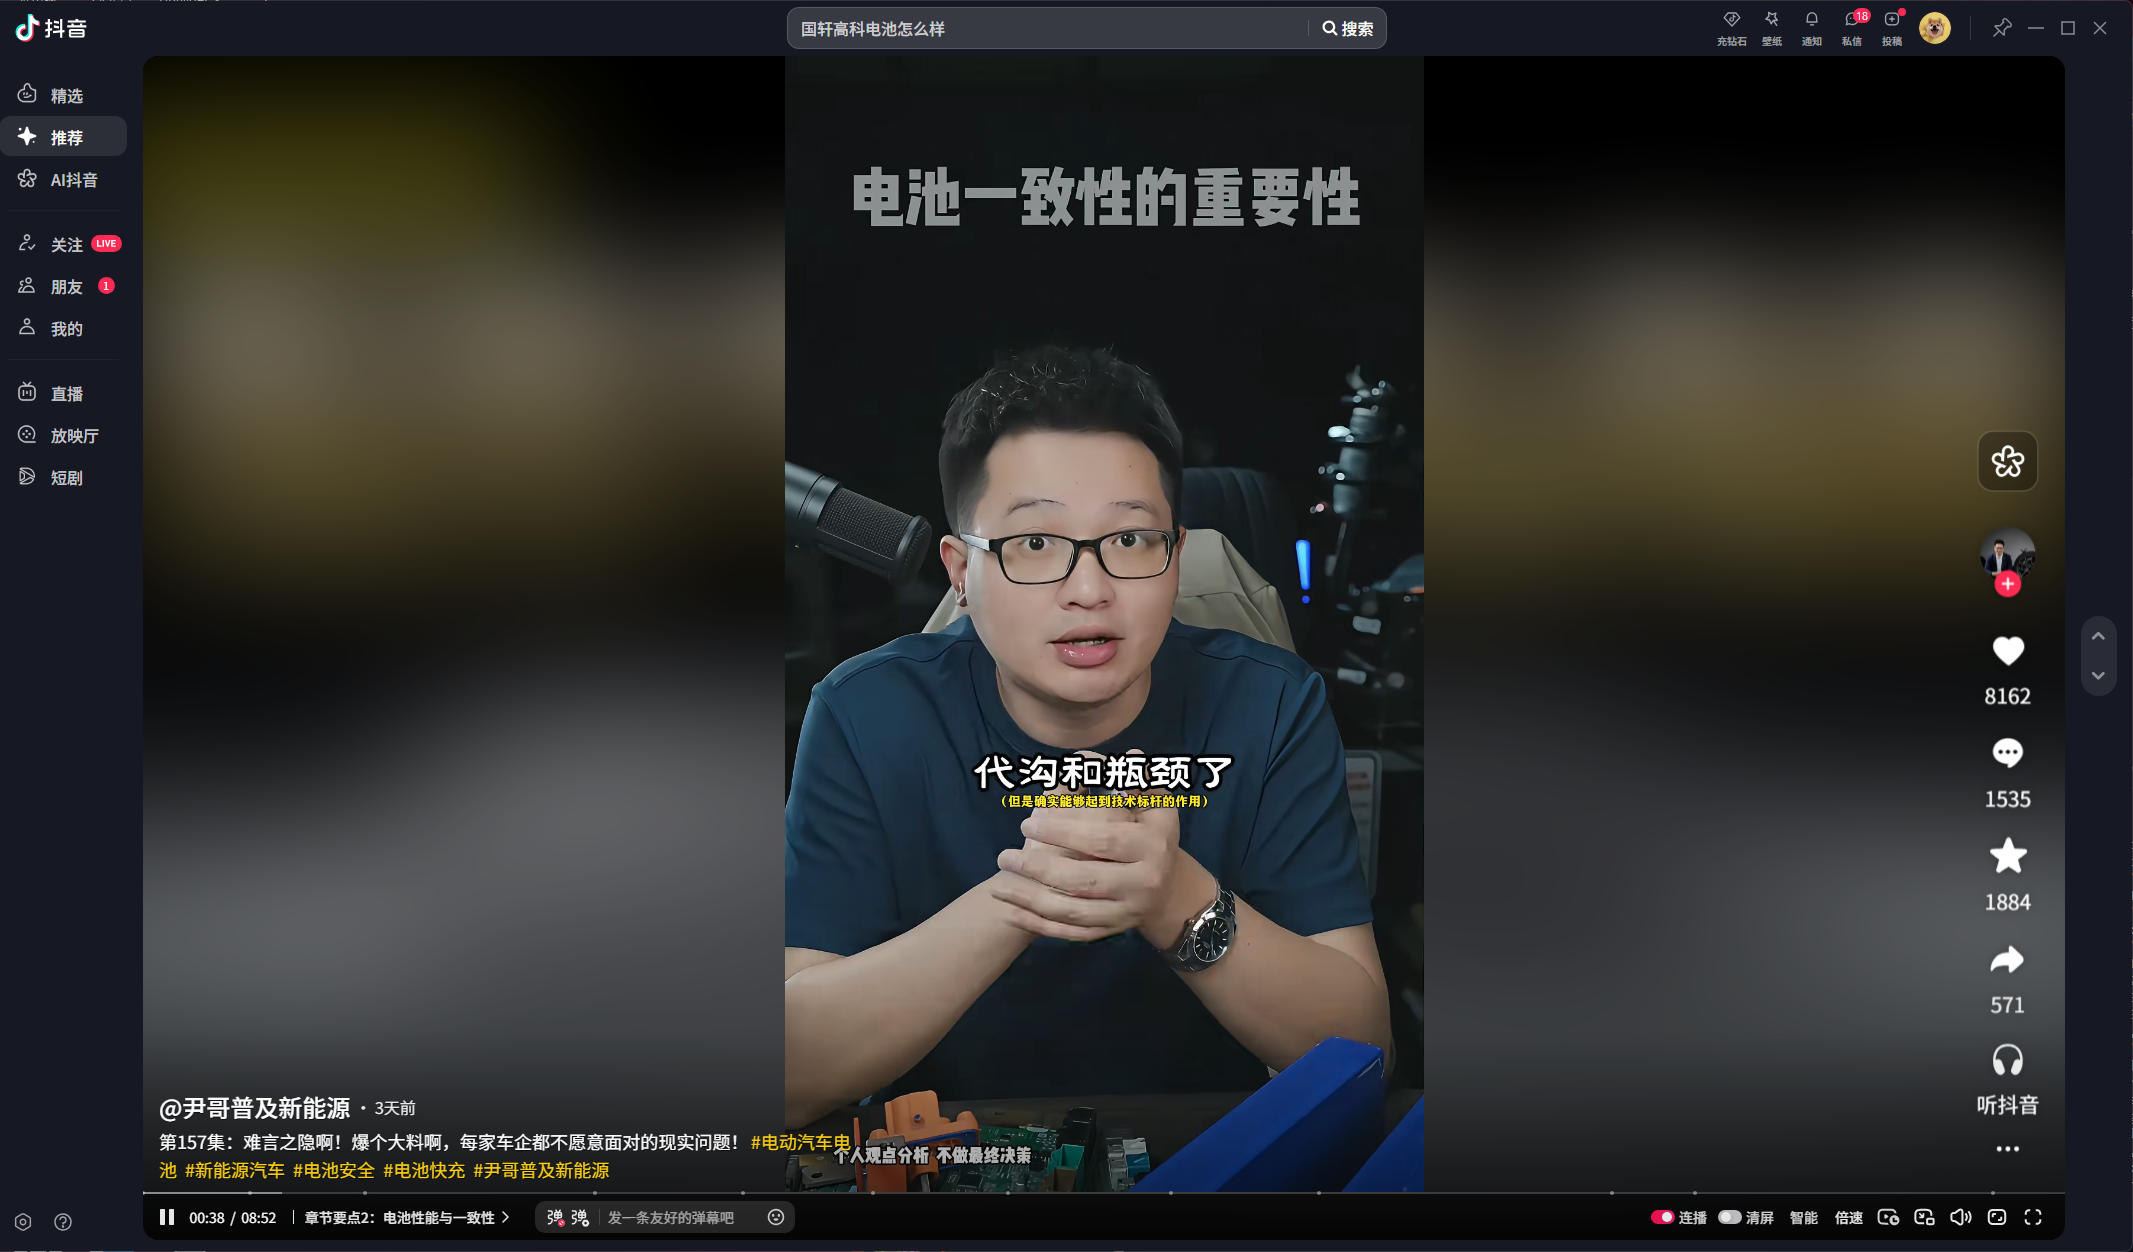 抖音
国轩高科电池怎么样
搜索
充钻石
壁纸
通知
18
私信
投稿
精选
推荐
AI抖音
关注 LIVE
朋友 1
我的
直播
放映厅
短剧
电池一致性的重要性
代沟和瓶颈了
（但是确实能够起到技术标杆的作用）
8162
1535
1884
571
听抖音
@尹哥普及新能源 · 3天前
第157集：难言之隐啊！爆个大料啊，每家车企都不愿意面对的现实问题！ #电动汽车电
池 #新能源汽车 #电池安全 #电池快充 #尹哥普及新能源
个人观点分析 不做最终决策
00:38 / 08:52
章节要点2：电池性能与一致性
弹 弹
发一条友好的弹幕吧
连播
清屏
智能
倍速